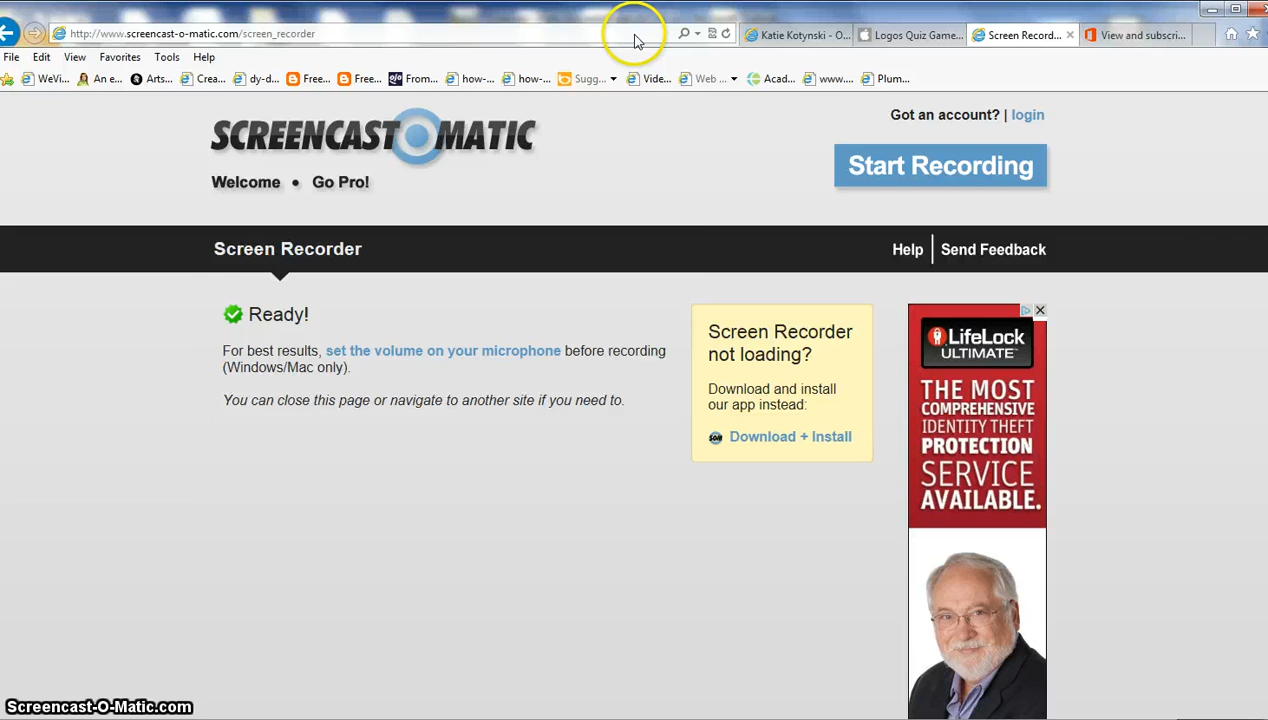 http://www.screencast-o-matic.com/screen_recorder
Katie Kotynski - O...
Logos Quiz Game...
Screen Record...
View and subscri...
File Edit View Favorites Tools Help
WeVi...
An e...
Arts...
Crea...
dy-d...
Free...
Free...
From...
how-...
how-...
Sugg...
Vide...
Web ...
Acad...
www....
Plum...
SCREENCAST O MATIC
Got an account? | login
Start Recording
Welcome • Go Pro!
Screen Recorder
Help | Send Feedback
Ready!
For best results, set the volume on your microphone before recording
(Windows/Mac only).
You can close this page or navigate to another site if you need to.
Screen Recorder
not loading?
Download and install
our app instead:
SOM Download + Install
LifeLock
ULTIMATE™
THE MOST
COMPREHENSIVE
IDENTITY THEFT
PROTECTION
SERVICE
AVAILABLE.
Screencast-O-Matic.com